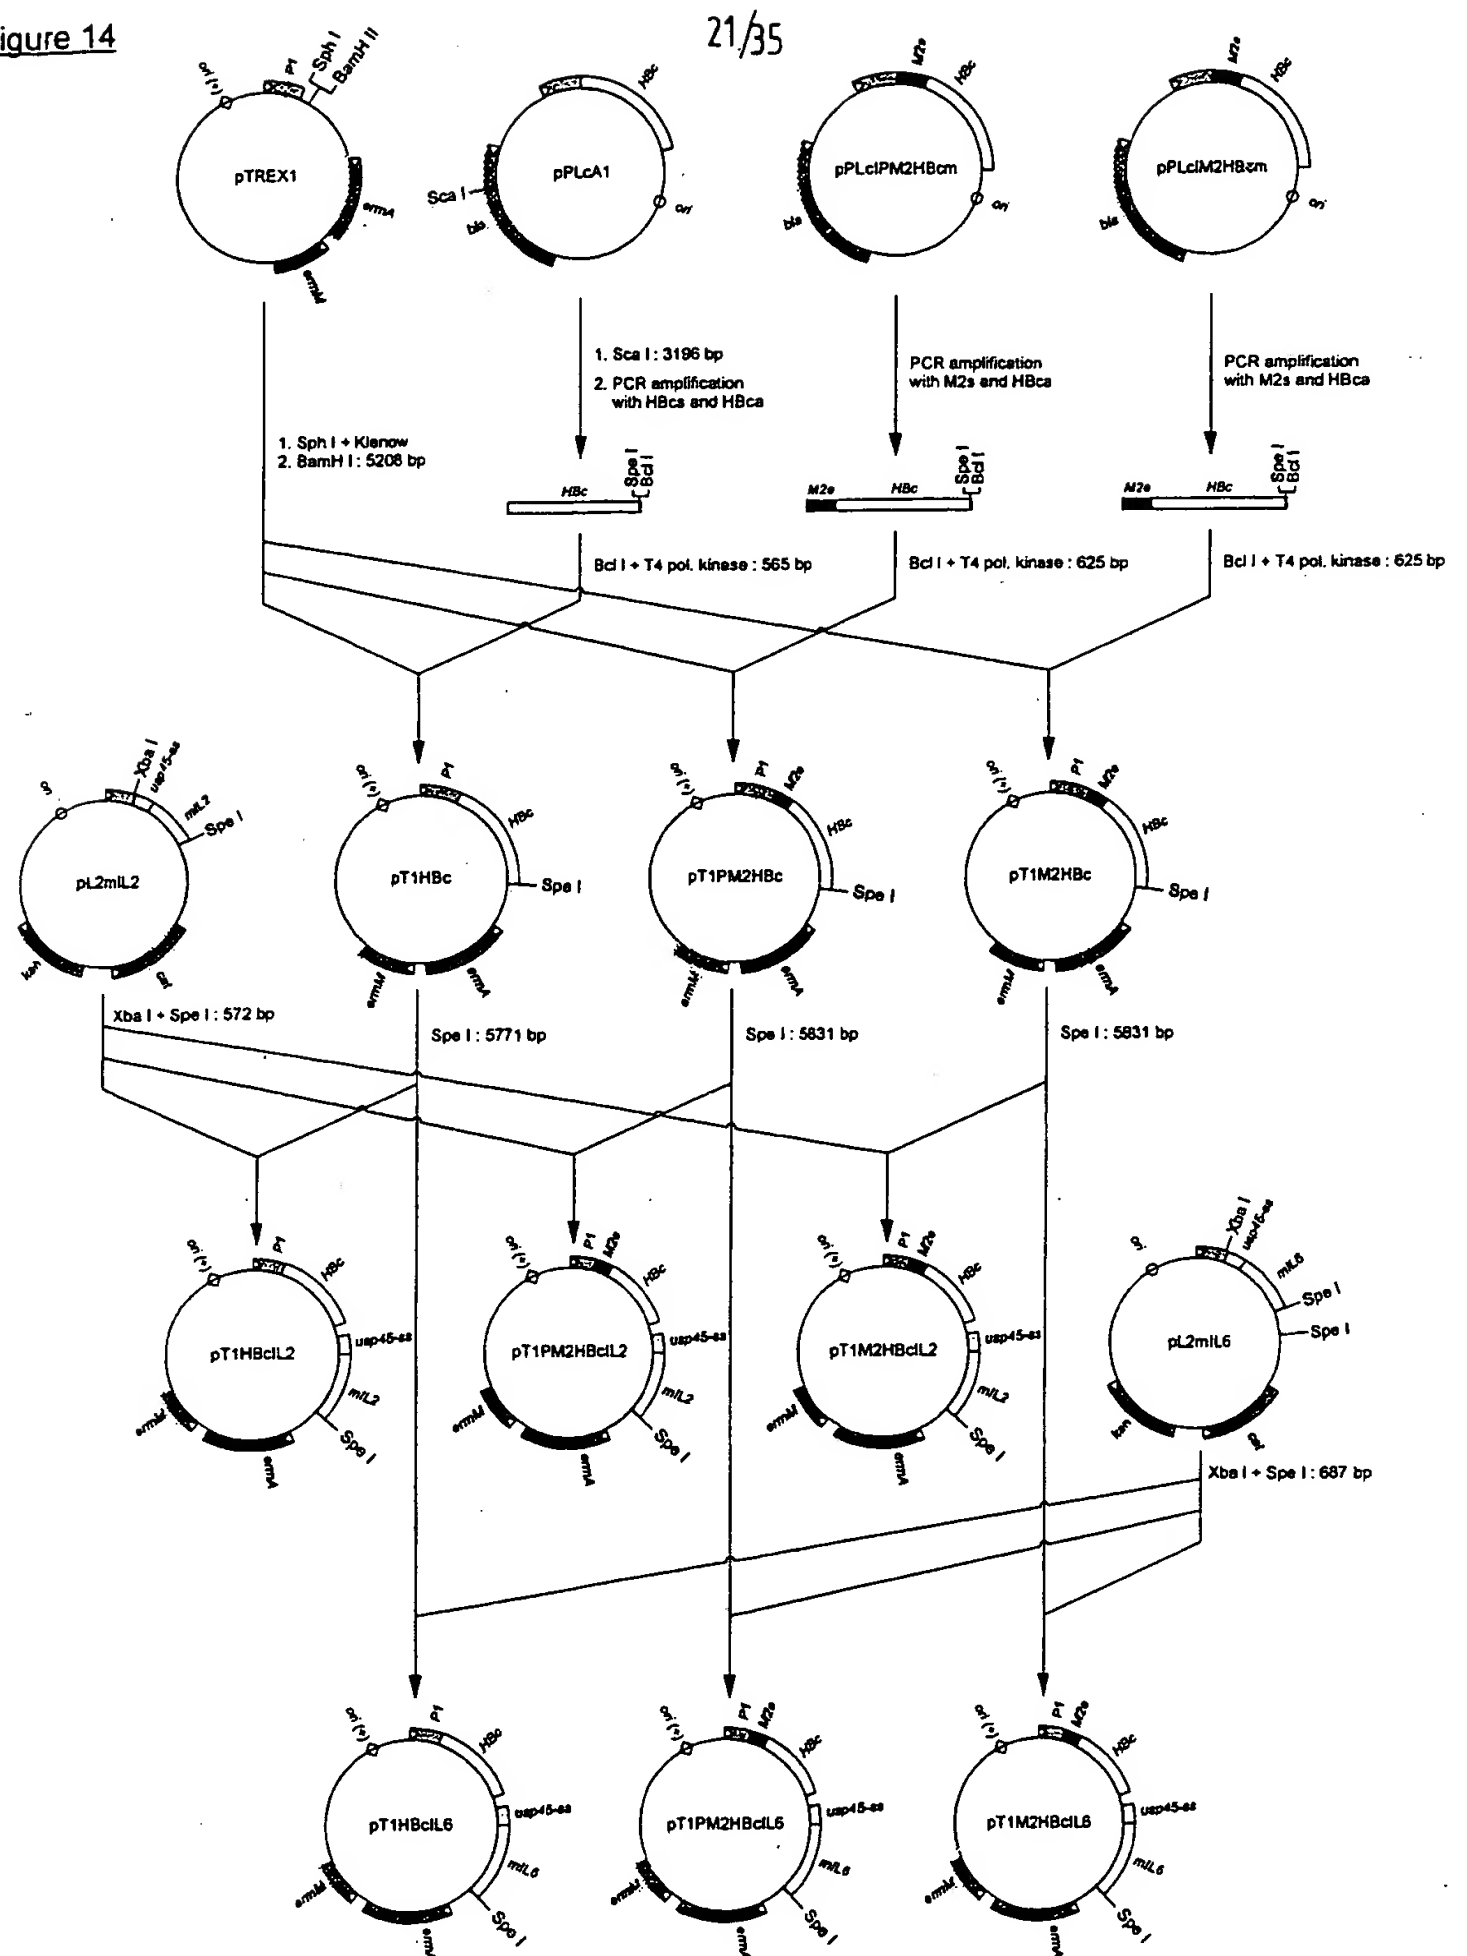 igure 14
21/35
ori (+)
P1
Sph I
BamH II
pTREX1
ermA
ermM
HBc
pPLcA1
Sca I
bla
ori
M2e
HBc
pPLcIPM2HBcm
bla
ori
M2e
HBc
pPLcIM2HBcm
bla
ori
1. Sca I : 3196 bp
2. PCR amplification
with HBcs and HBca
PCR amplification
with M2s and HBca
PCR amplification
with M2s and HBca
1. Sph I + Klenow
2. BamH I : 5208 bp
HBc
Spe I
Bcl I
M2e
HBc
Spe I
Bcl I
M2e
HBc
Spe I
Bcl I
Bcl I + T4 pol. kinase : 565 bp
Bcl I + T4 pol. kinase : 625 bp
Bcl I + T4 pol. kinase : 625 bp
ori
Xba I
usp45-ss
mIL2
Spe I
pL2mIL2
kan
cat
ori (+)
P1
HBc
pT1HBc
Spe I
ermM
ermA
ori (+)
P1
M2e
HBc
pT1PM2HBc
Spe I
ermM
ermA
ori (+)
P1
M2e
HBc
pT1M2HBc
Spe I
ermM
ermA
Xba I + Spe I : 572 bp
Spe I : 5771 bp
Spe I : 5831 bp
Spe I : 5831 bp
ori (+)
P1
HBc
pT1HBcIL2
usp45-ss
mIL2
Spe I
ermM
ermA
ori (+)
P1
M2e
HBc
pT1PM2HBcIL2
usp45-ss
mIL2
Spe I
ermM
ermA
ori (+)
P1
M2e
HBc
pT1M2HBcIL2
usp45-ss
mIL2
Spe I
ermM
ermA
ori
Xba I
usp45-ss
mIL6
Spe I
Spe I
pL2mIL6
kan
cat
Xba I + Spe I : 687 bp
ori (+)
P1
HBc
pT1HBcIL6
usp45-ss
mIL6
Spe I
ermM
erm
ori (+)
P1
M2e
HBc
pT1PM2HBcIL6
usp45-ss
mIL6
Spe I
ermM
erm
ori (+)
P1
M2e
HBc
pT1M2HBcIL6
usp45-ss
mIL6
Spe I
ermM
erm